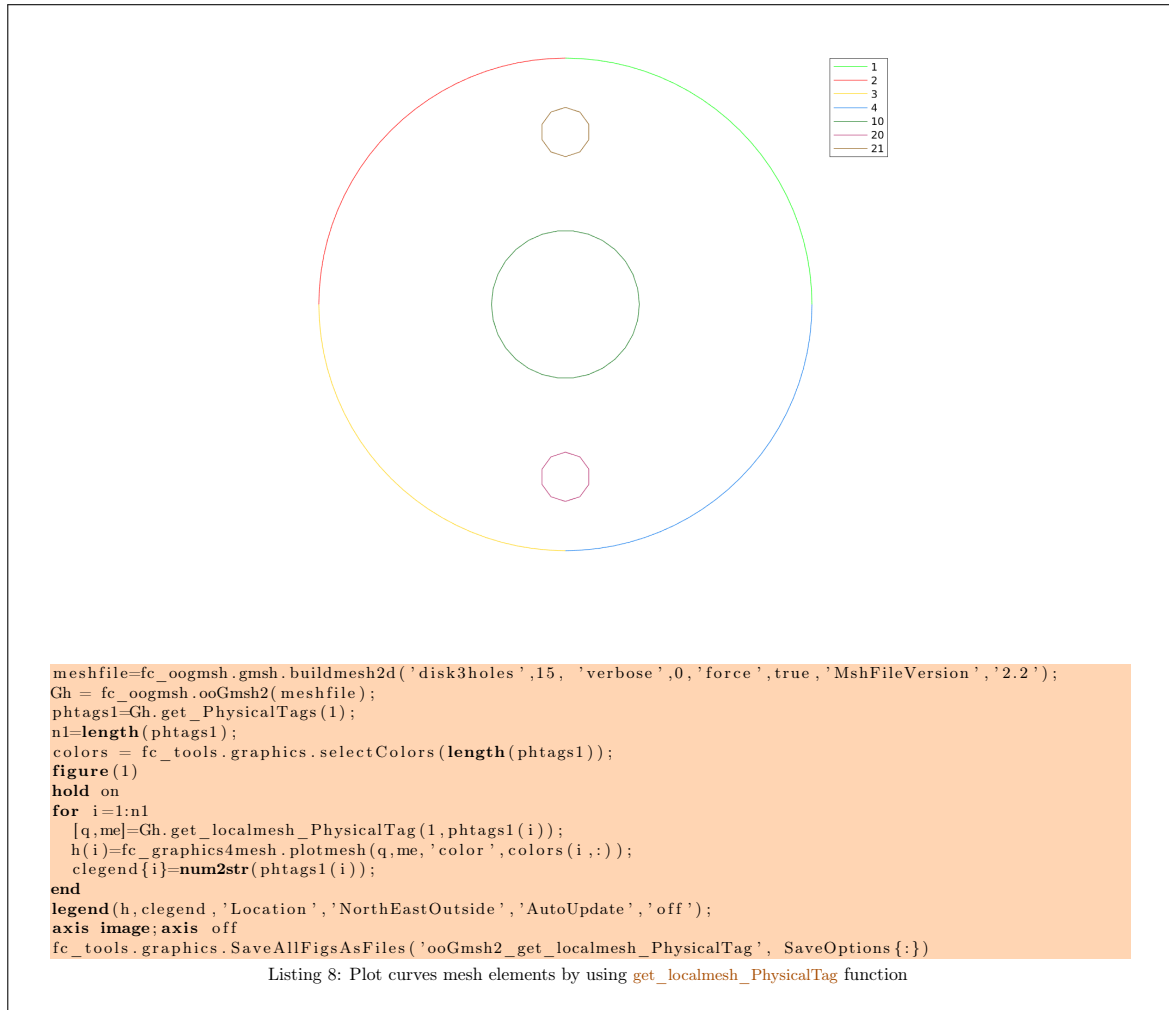 1
2
3
4
10
20
21
meshfile=fc_oogmsh.gmsh.buildmesh2d('disk3holes',15, 'verbose',0,'force',true,'MshFileVersion','2.2');
Gh = fc_oogmsh.ooGmsh2(meshfile);
phtags1=Gh.get_PhysicalTags(1);
n1=length(phtags1);
colors = fc_tools.graphics.selectColors(length(phtags1));
figure(1)
hold on
for i=1:n1
  [q,me]=Gh.get_localmesh_PhysicalTag(1,phtags1(i));
  h(i)=fc_graphics4mesh.plotmesh(q,me,'color',colors(i,:));
  clegend{i}=num2str(phtags1(i));
end
legend(h,clegend,'Location','NorthEastOutside','AutoUpdate','off');
axis image;axis off
fc_tools.graphics.SaveAllFigsAsFiles('ooGmsh2_get_localmesh_PhysicalTag', SaveOptions{:})
Listing 8: Plot curves mesh elements by using get_localmesh_PhysicalTag function